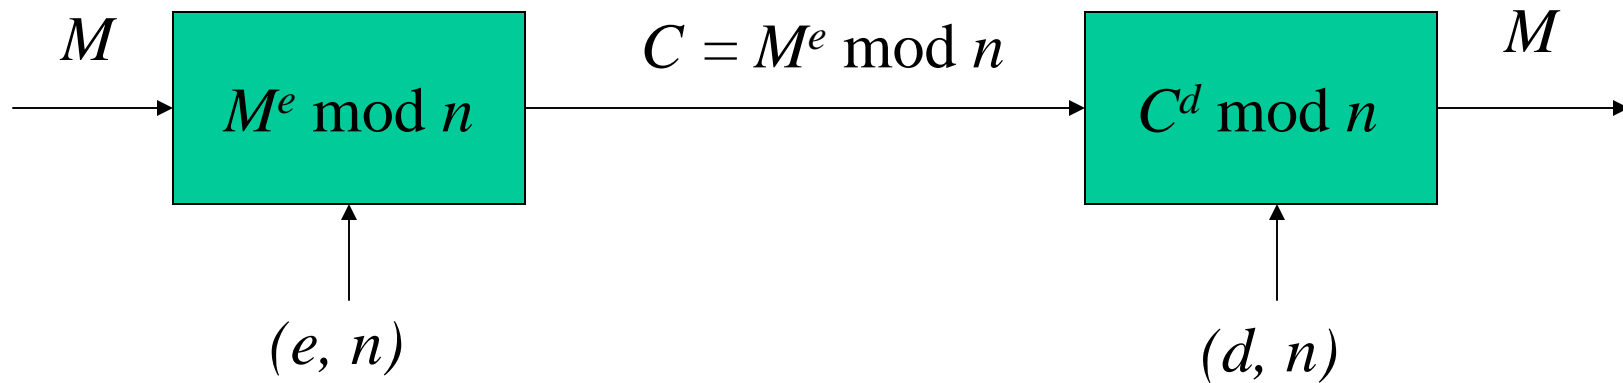 M
Mᵉ mod n
C = Mᵉ mod n
Cᵈ mod n
M
(e, n)
(d, n)